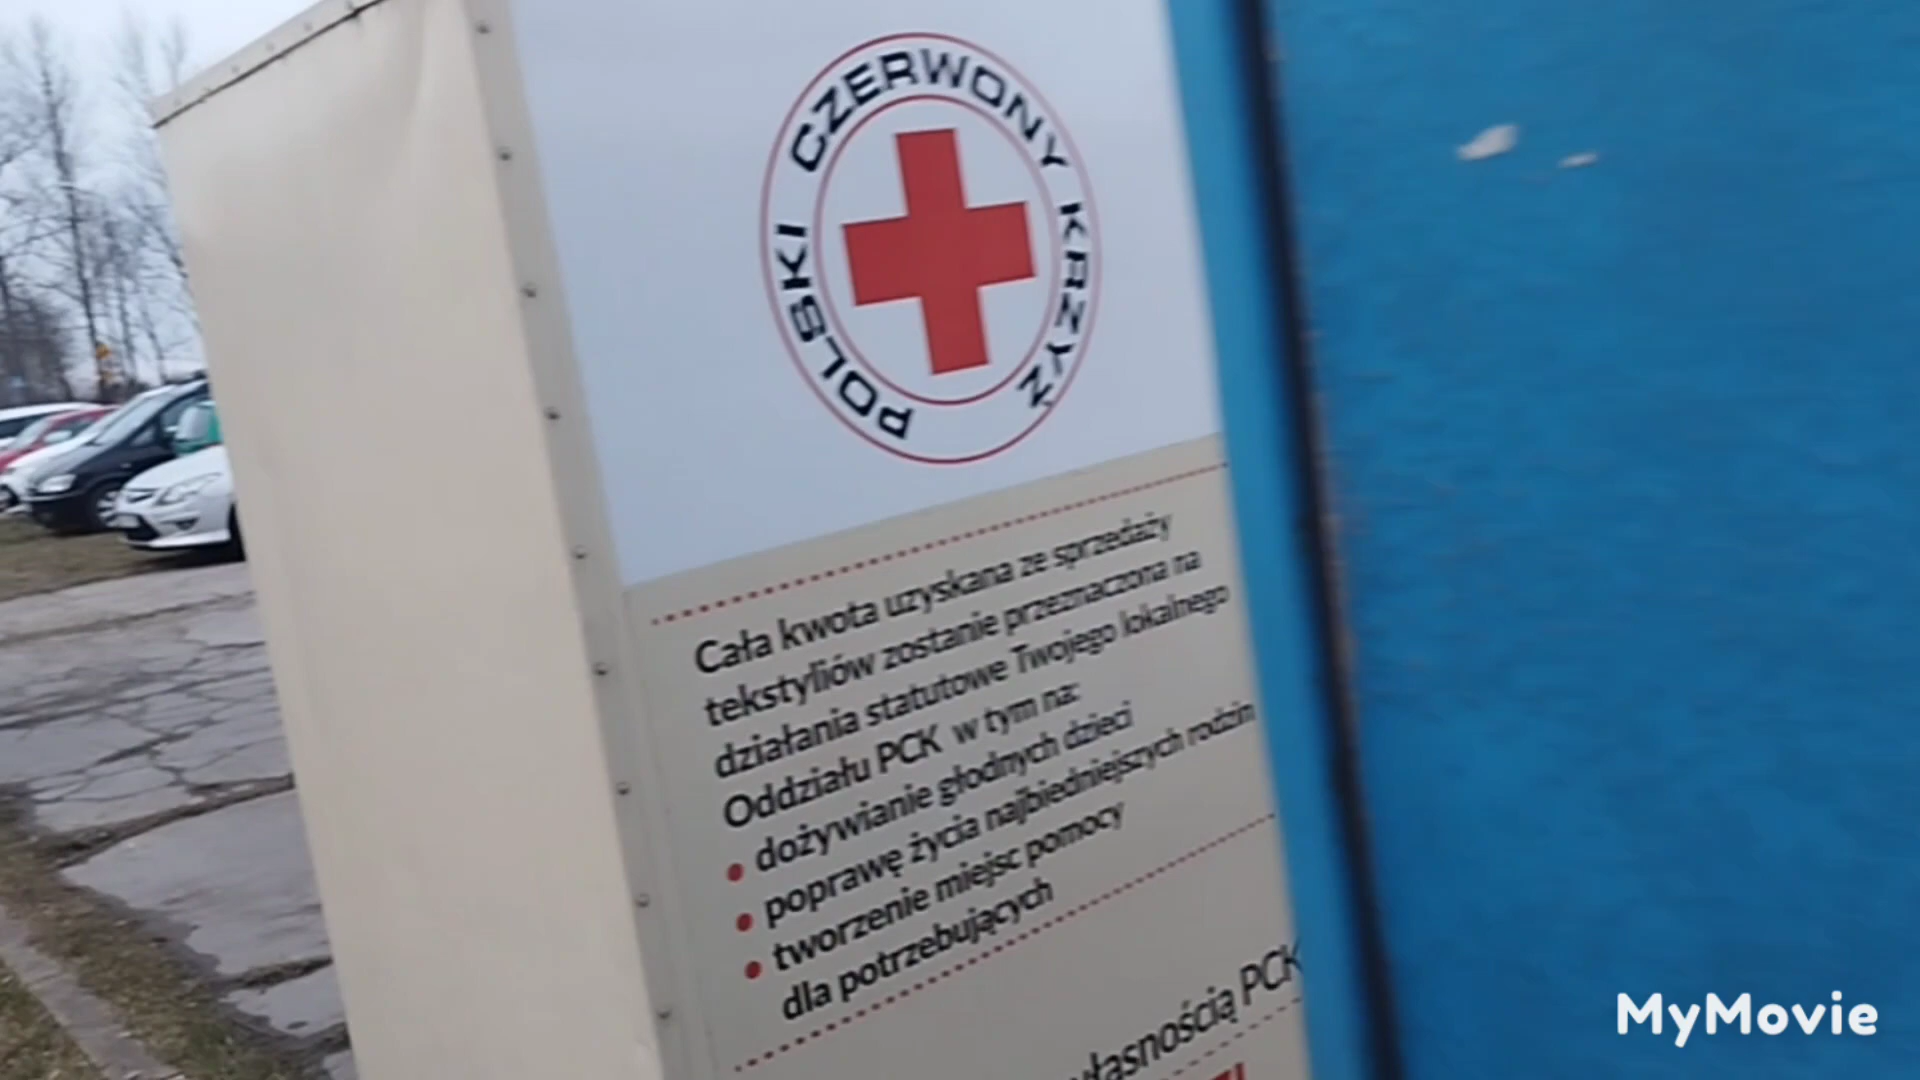 POLSKI CZERWONY KRZYŻ
Cała kwota uzyskana ze sprzedaży
tekstyliów zostanie przeznaczona na
działania statutowe Twojego lokalnego
Oddziału PCK w tym na:
• dożywianie głodnych dzieci
• poprawę życia najbiedniejszych rodzin
• tworzenie miejsc pomocy
dla potrzebujących
własnością PCK
MyMovie